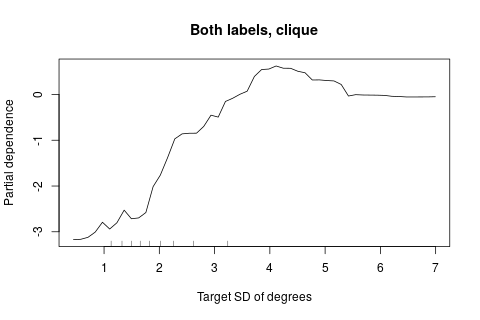 Both labels, clique
Partial dependence
0
-1
-2
-3
1 2 3 4 5 6 7
Target SD of degrees